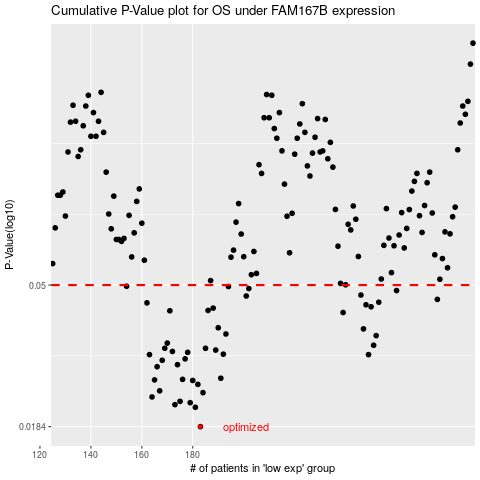 Cumulative P-Value plot for OS under FAM167B expression
P-Value(log10)
0.05
0.0184
optimized
120 140 160 180
# of patients in 'low exp' group